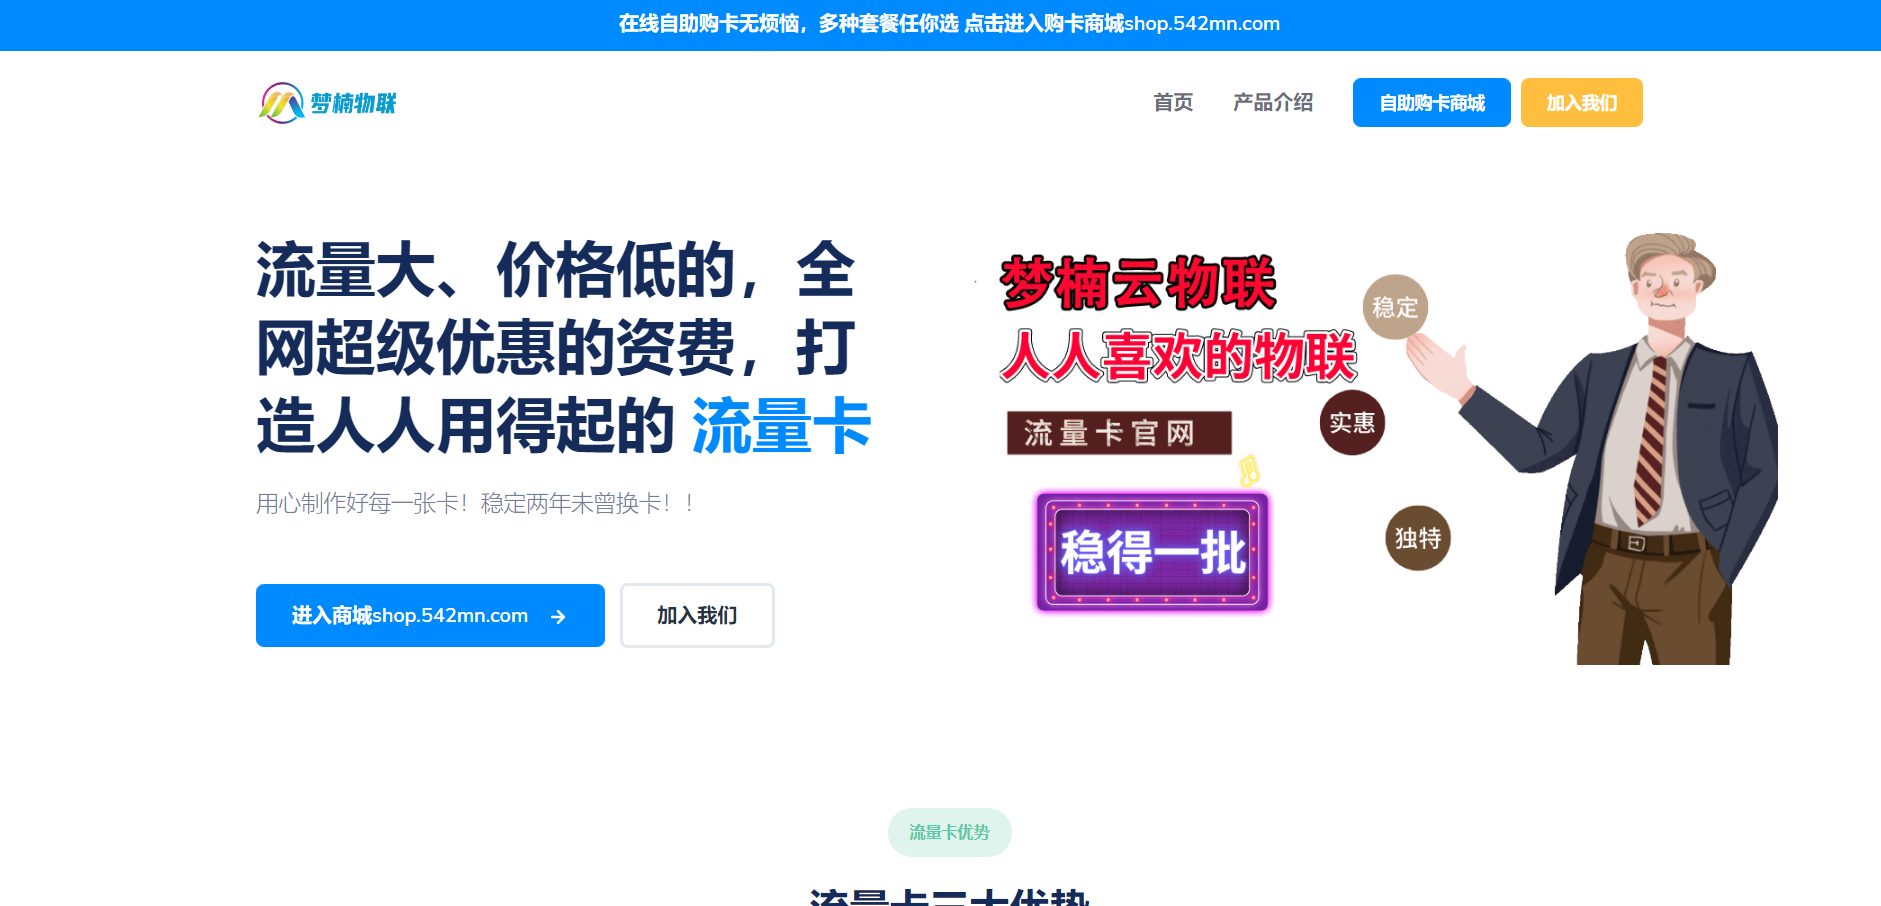 在线自助购卡无烦恼，多种套餐任你选 点击进入购卡商城shop.542mn.com
梦楠物联
首页
产品介绍
自助购卡商城
加入我们
流量大、价格低的，全
网超级优惠的资费，打
造人人用得起的 流量卡
用心制作好每一张卡！稳定两年未曾换卡！！
进入商城shop.542mn.com
加入我们
梦楠云物联
人人喜欢的物联
流量卡官网
稳得一批
稳定
实惠
独特
流量卡优势
流量卡三大优势